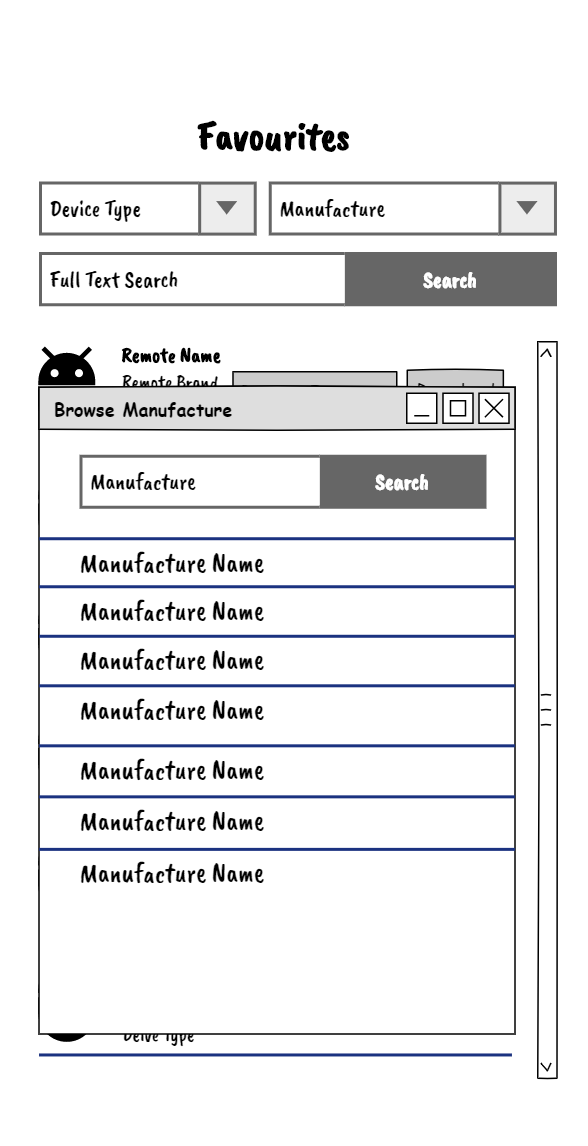 Favourites
Device Type
Manufacture
Full Text Search
Search
Remote Name
Remote Brand
Browse Manufacture
Manufacture
Search
Manufacture Name
Manufacture Name
Manufacture Name
Manufacture Name
Manufacture Name
Manufacture Name
Manufacture Name
Deive Type